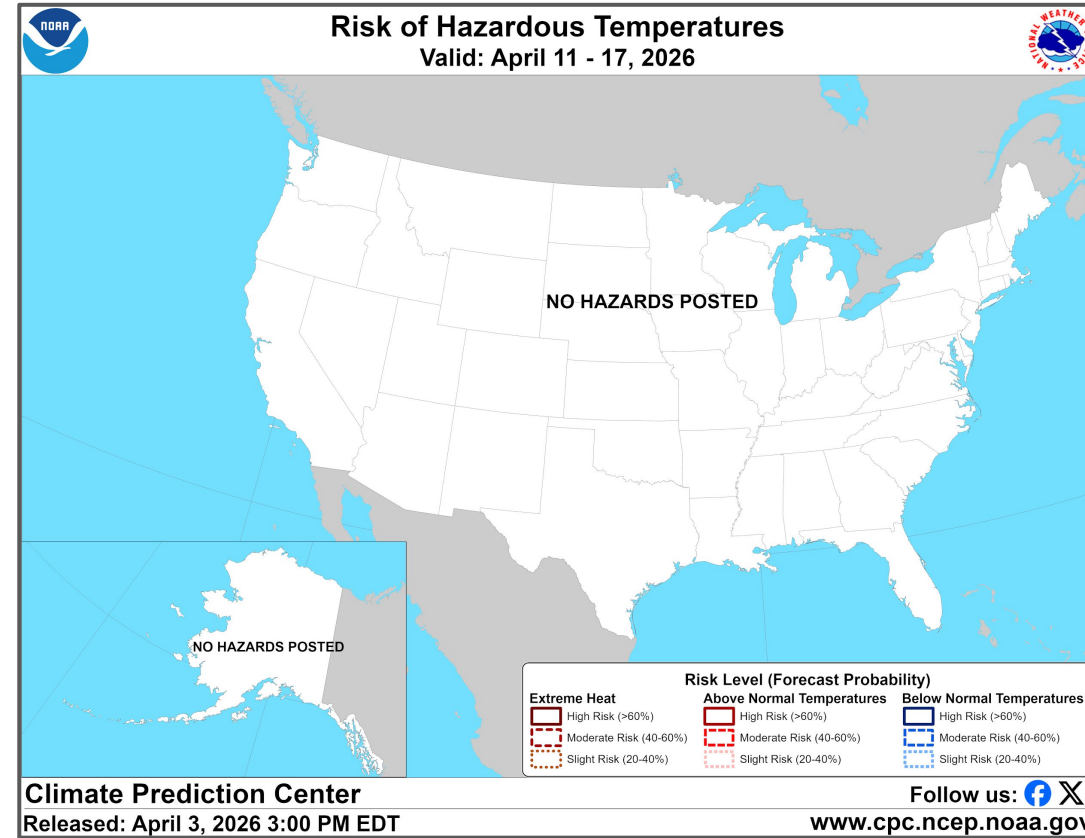 NOAA
Risk of Hazardous Temperatures
Valid: April 11 - 17, 2026
NATIONAL WEATHER SERVICE
NO HAZARDS POSTED
NO HAZARDS POSTED
Risk Level (Forecast Probability)
Extreme Heat
High Risk (>60%)
Moderate Risk (40-60%)
Slight Risk (20-40%)
Above Normal Temperatures
High Risk (>60%)
Moderate Risk (40-60%)
Slight Risk (20-40%)
Below Normal Temperatures
High Risk (>60%)
Moderate Risk (40-60%)
Slight Risk (20-40%)
Climate Prediction Center
Follow us:
Released: April 3, 2026 3:00 PM EDT
www.cpc.ncep.noaa.gov